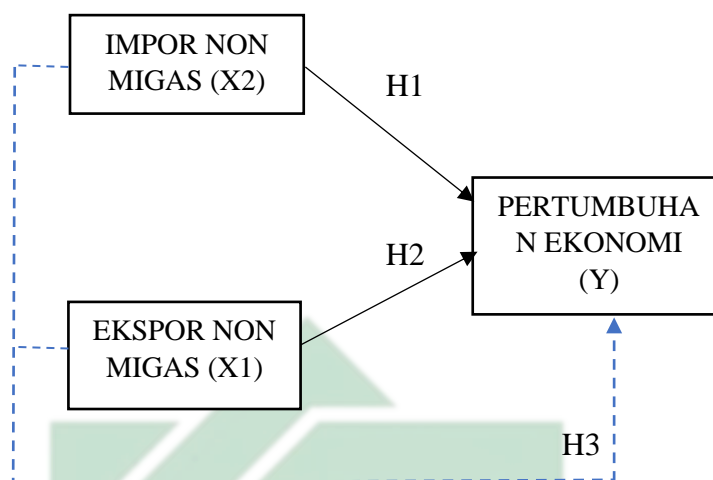 IMPOR NON
MIGAS (X2)
H1
PERTUMBUHA
N EKONOMI
(Y)
H2
EKSPOR NON
MIGAS (X1)
H3